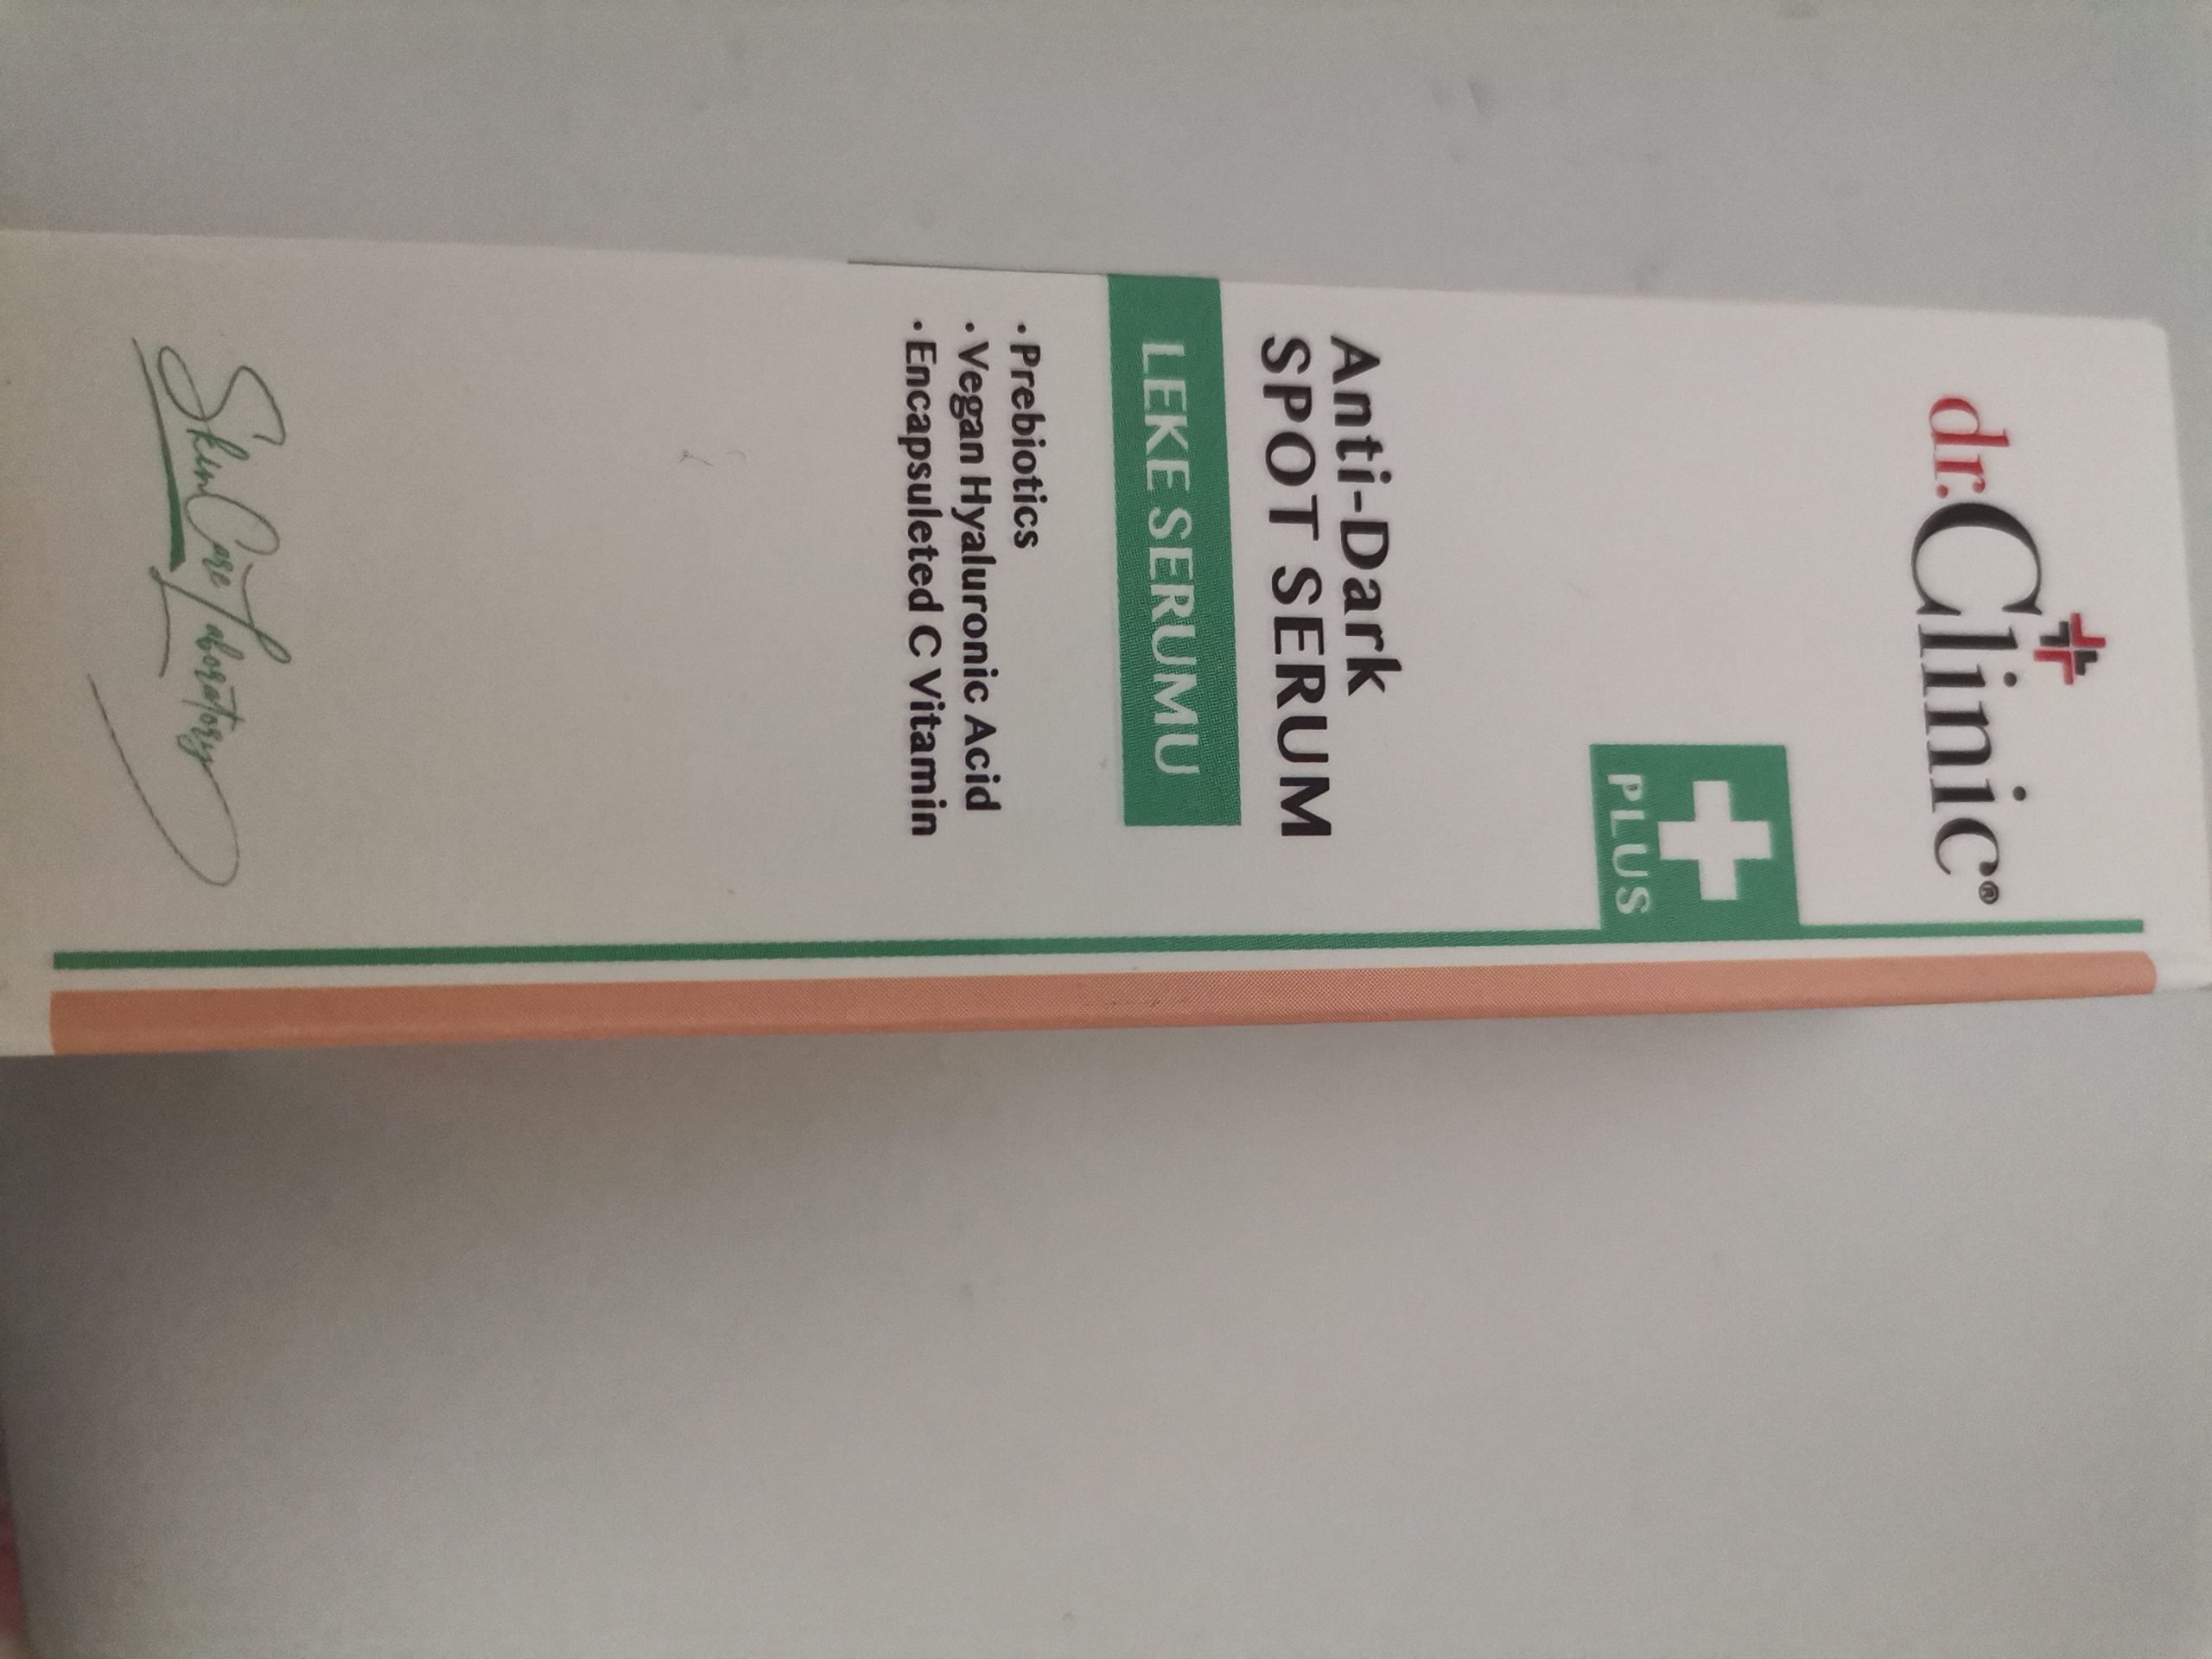 dr.Clinic®
PLUS
Anti-Dark
SPOT SERUM
LEKE SERUMU
· Prebiotics
· Vegan Hyaluronic Acid
· Encapsuleted C Vitamin
Skin Care Laboratory